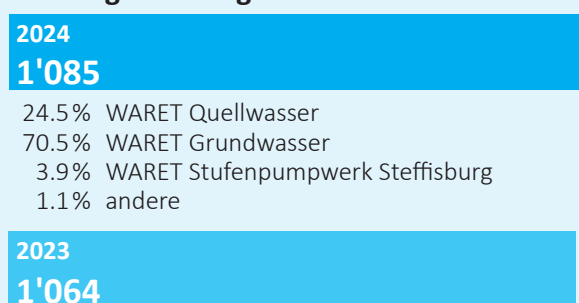 2024
1'085
24.5% WARET Quellwasser
70.5% WARET Grundwasser
3.9% WARET Stufenpumpwerk Steffisburg
1.1% andere
2023
1'064